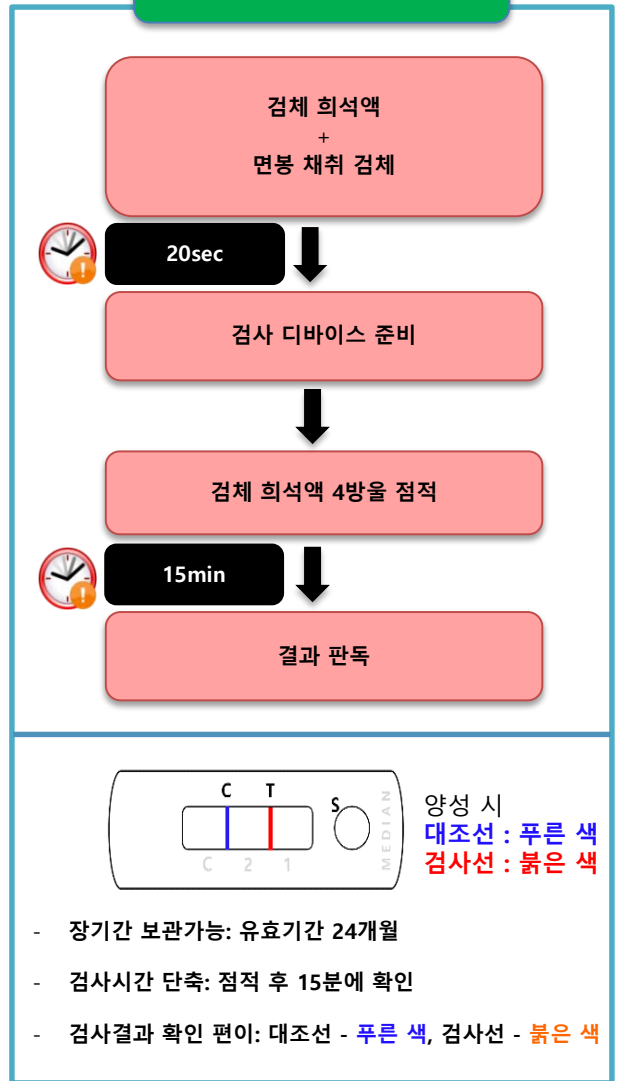 검체 희석액
+
면봉 채취 검체
20sec
검사 디바이스 준비
검체 희석액 4방울 점적
15min
결과 판독
C T S
C 2 1
MEDIAN
양성 시
대조선 : 푸른 색
검사선 : 붉은 색
- 장기간 보관가능: 유효기간 24개월
- 검사시간 단축: 점적 후 15분에 확인
- 검사결과 확인 편이: 대조선 - 푸른 색, 검사선 - 붉은 색